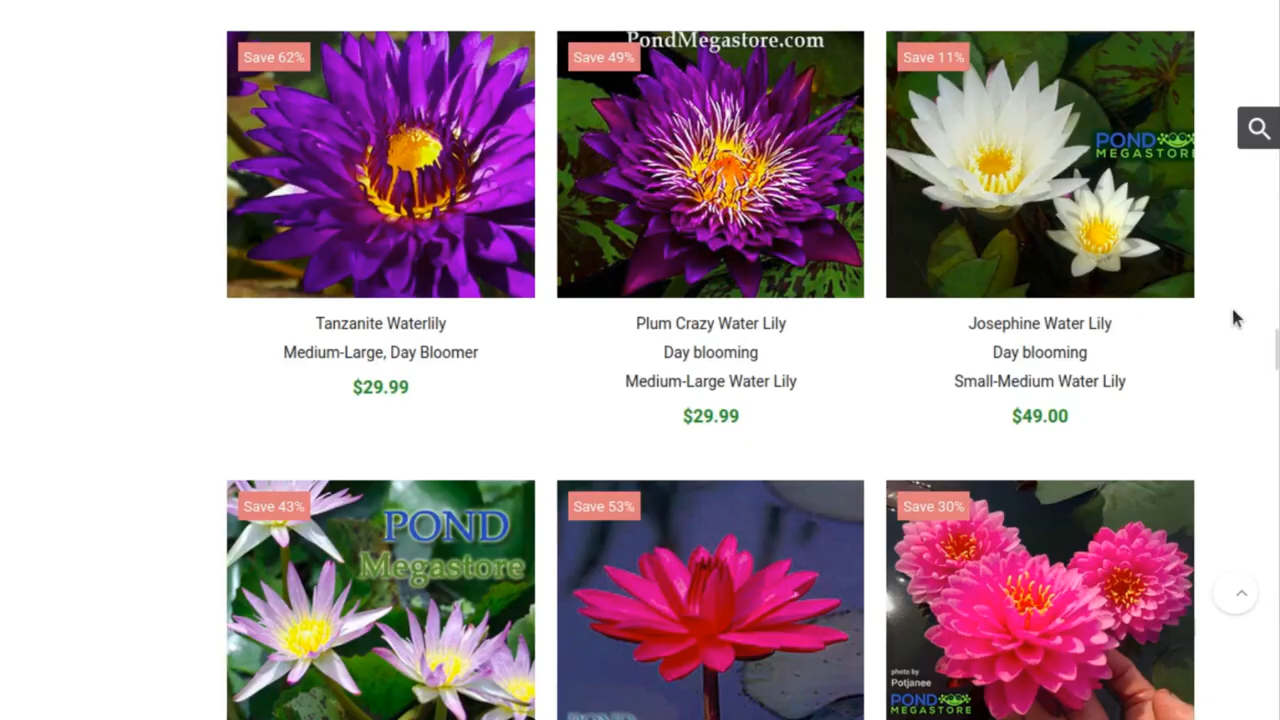 PondMegastore.com
Save 62%
Save 49%
Save 11%
POND
MEGASTORE
Tanzanite Waterlily
Medium-Large, Day Bloomer
$29.99
Plum Crazy Water Lily
Day blooming
Medium-Large Water Lily
$29.99
Josephine Water Lily
Day blooming
Small-Medium Water Lily
$49.00
Save 43%
POND
Megastore
Save 53%
POND
Save 30%
photo by
Potjanee
POND
MEGASTORE